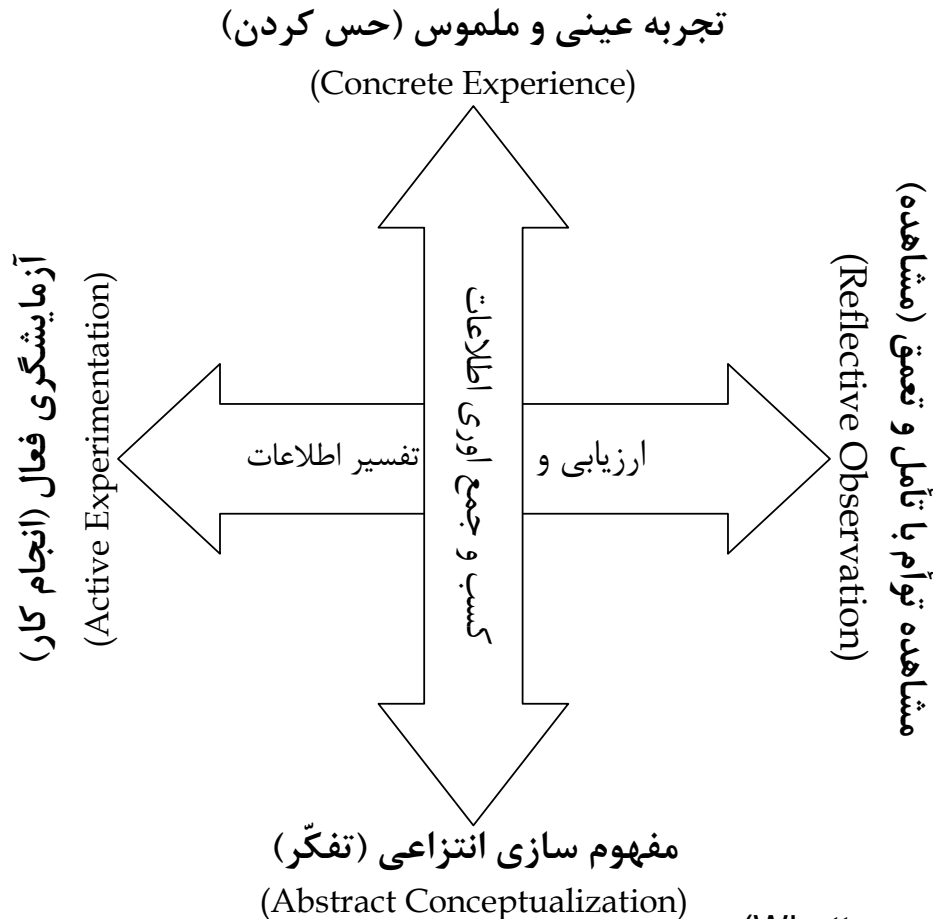 تجربه عینی و ملموس (حس کردن)
(Concrete Experience)
مشاهده توأم با تأمل و تعمق (مشاهده)
(Reflective Observation)
آزمایشگری فعال (انجام کار)
(Active Experimentation)
کسب و جمع آوری اطلاعات
ارزیابی و تفسیر اطلاعات
مفهوم سازی انتزاعی (تفکّر)
(Abstract Conceptualization)